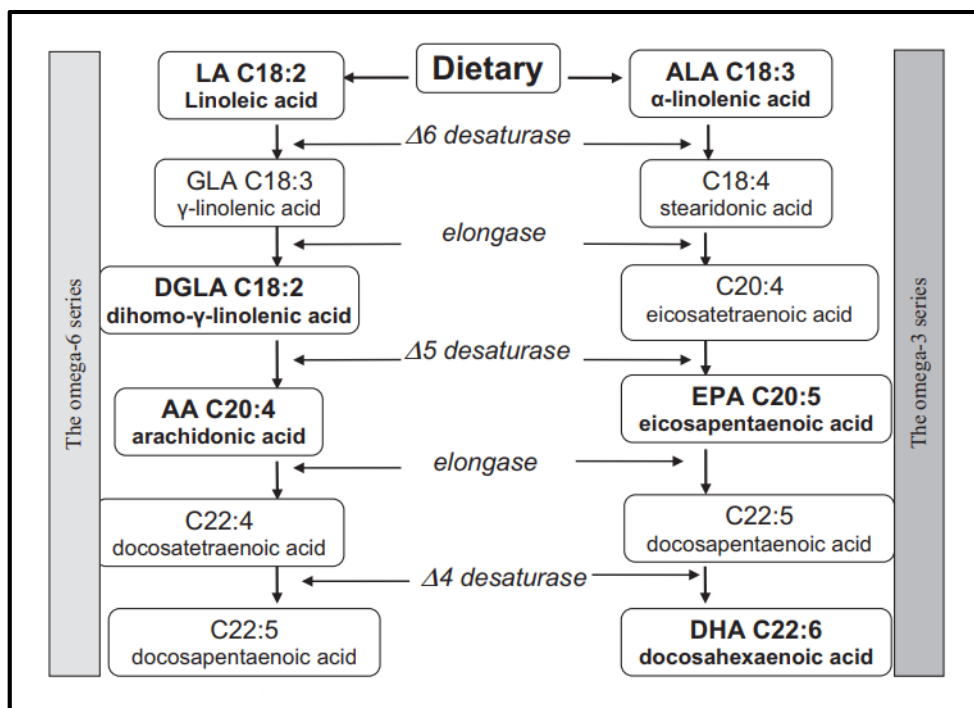 Dietary
LA C18:2
Linoleic acid
ALA C18:3
α-linolenic acid
Δ6 desaturase
GLA C18:3
γ-linolenic acid
C18:4
stearidonic acid
elongase
DGLA C18:2
dihomo-γ-linolenic acid
C20:4
eicosatetraenoic acid
Δ5 desaturase
AA C20:4
arachidonic acid
EPA C20:5
eicosapentaenoic acid
elongase
C22:4
docosatetraenoic acid
C22:5
docosapentaenoic acid
Δ4 desaturase
C22:5
docosapentaenoic acid
DHA C22:6
docosahexaenoic acid
The omega-6 series
The omega-3 series